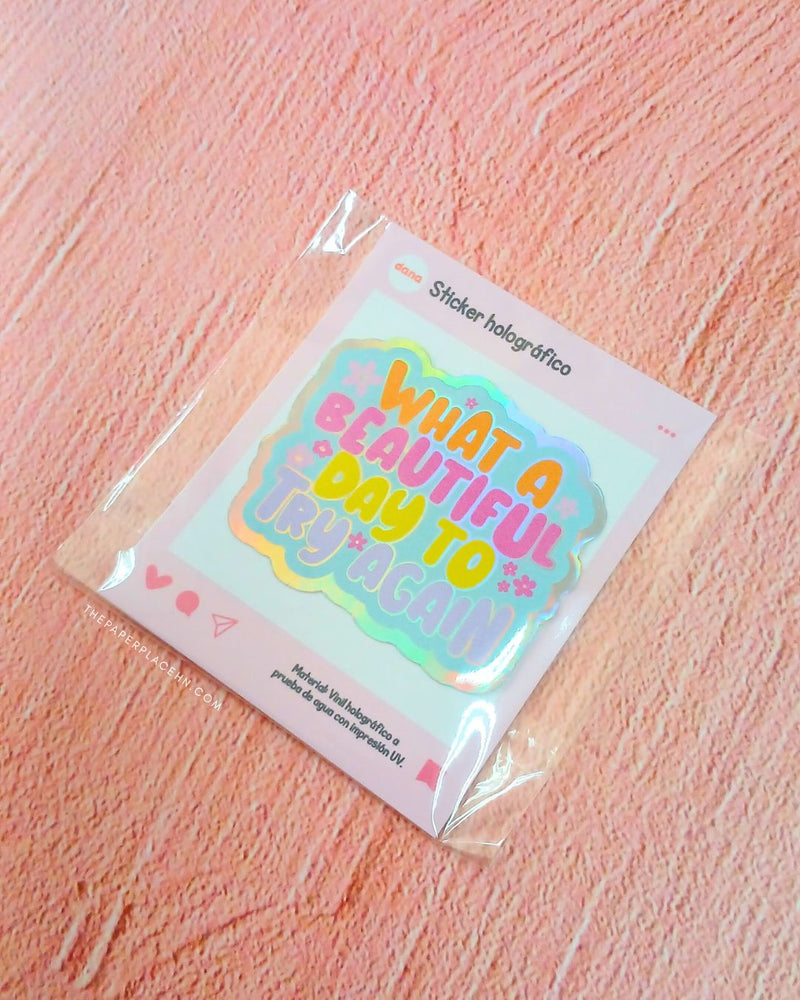 dana
Sticker holográfico
WHAT A
BEAUTIFUL
DAY TO
TRY AGAIN
Material: Vinil holográfico a
prueba de agua con impresión UV.
THEPAPERPLACEHN.COM